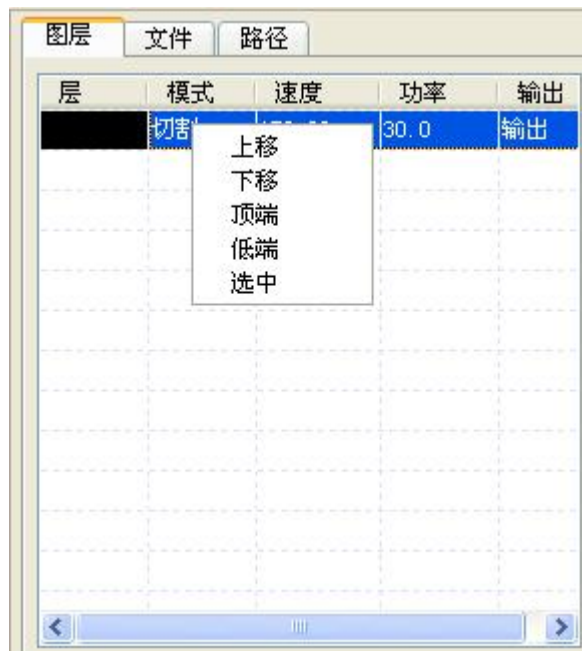 图层 文件 路径
层 模式 速度 功率 输出
切割 30.0 输出
上移
下移
顶端
低端
选中